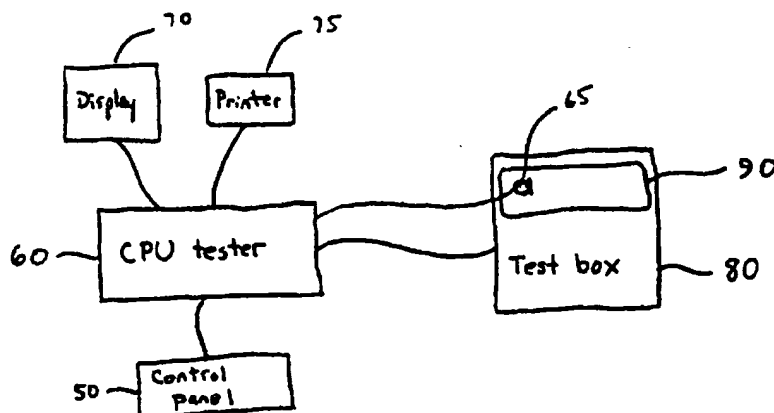 70
75
Display
Printer
65
90
60
CPU tester
Test box
80
50
Control
panel